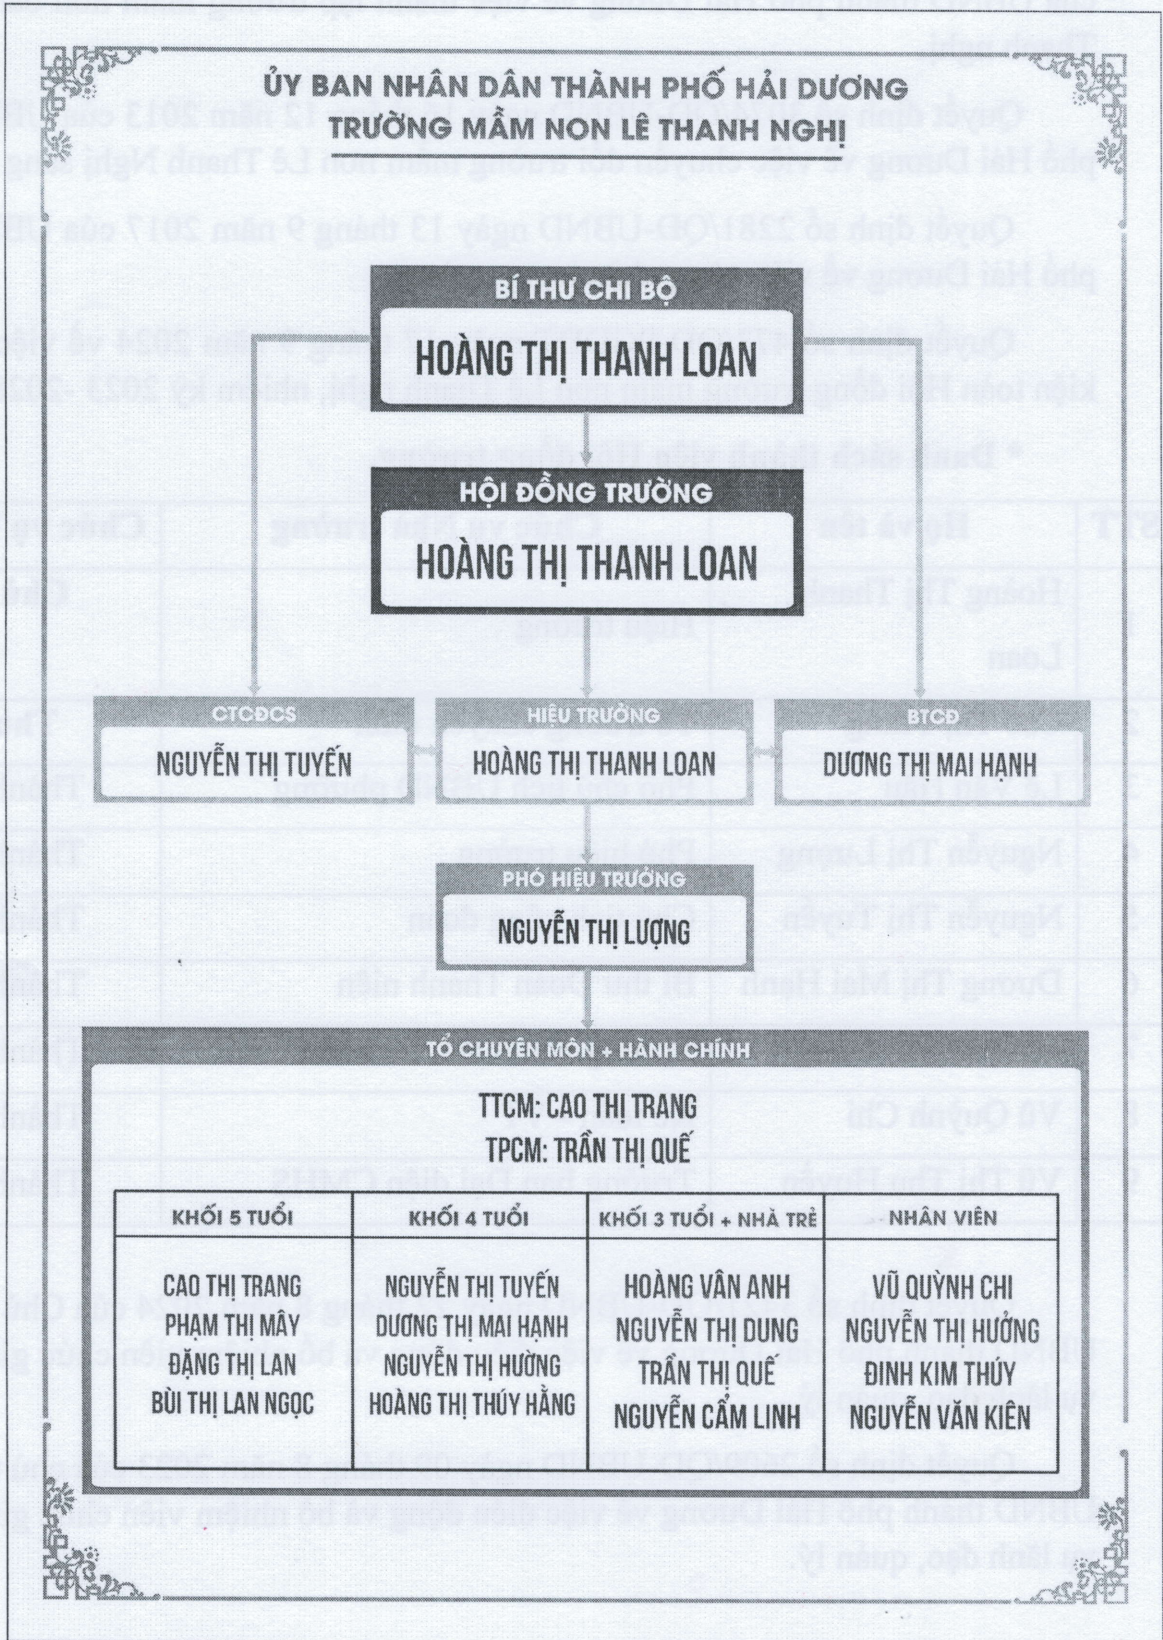 ỦY BAN NHÂN DÂN THÀNH PHỐ HẢI DƯƠNG
TRƯỜNG MẦM NON LÊ THANH NGHỊ
BÍ THƯ CHI BỘ
HOÀNG THỊ THANH LOAN
HỘI ĐỒNG TRƯỜNG
HOÀNG THỊ THANH LOAN
CTCĐCS
NGUYỄN THỊ TUYẾN
HIỆU TRƯỞNG
HOÀNG THỊ THANH LOAN
BTCĐ
DƯƠNG THỊ MAI HẠNH
PHÓ HIỆU TRƯỞNG
NGUYỄN THỊ LƯỢNG
TỔ CHUYÊN MÔN + HÀNH CHÍNH
TTCM: CAO THỊ TRANG
TPCM: TRẦN THỊ QUẾ
KHỐI 5 TUỔI
CAO THỊ TRANG
PHẠM THỊ MÂY
ĐẶNG THỊ LAN
BÙI THỊ LAN NGỌC
KHỐI 4 TUỔI
NGUYỄN THỊ TUYẾN
DƯƠNG THỊ MAI HẠNH
NGUYỄN THỊ HƯỜNG
HOÀNG THỊ THÚY HẰNG
KHỐI 3 TUỔI + NHÀ TRẺ
HOÀNG VÂN ANH
NGUYỄN THỊ DUNG
TRẦN THỊ QUẾ
NGUYỄN CẨM LINH
NHÂN VIÊN
VŨ QUỲNH CHI
NGUYỄN THỊ HƯỞNG
ĐINH KIM THÚY
NGUYỄN VĂN KIÊN